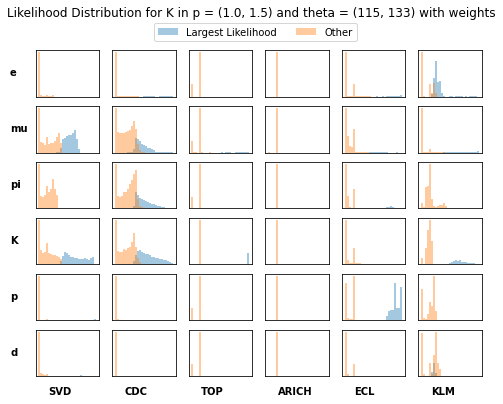 Likelihood Distribution for K in p = (1.0, 1.5) and theta = (115, 133) with weights
Largest Likelihood Other
e
mu
pi
K
p
d
SVD CDC TOP ARICH ECL KLM